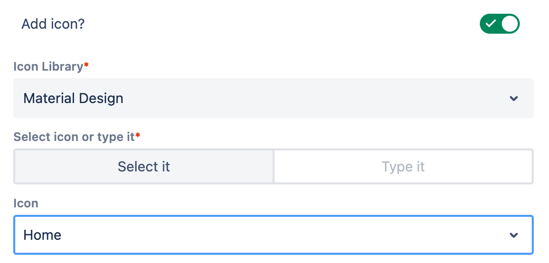 Add icon?
Icon Library*
Material Design
Select icon or type it*
Select it Type it
Icon
Home